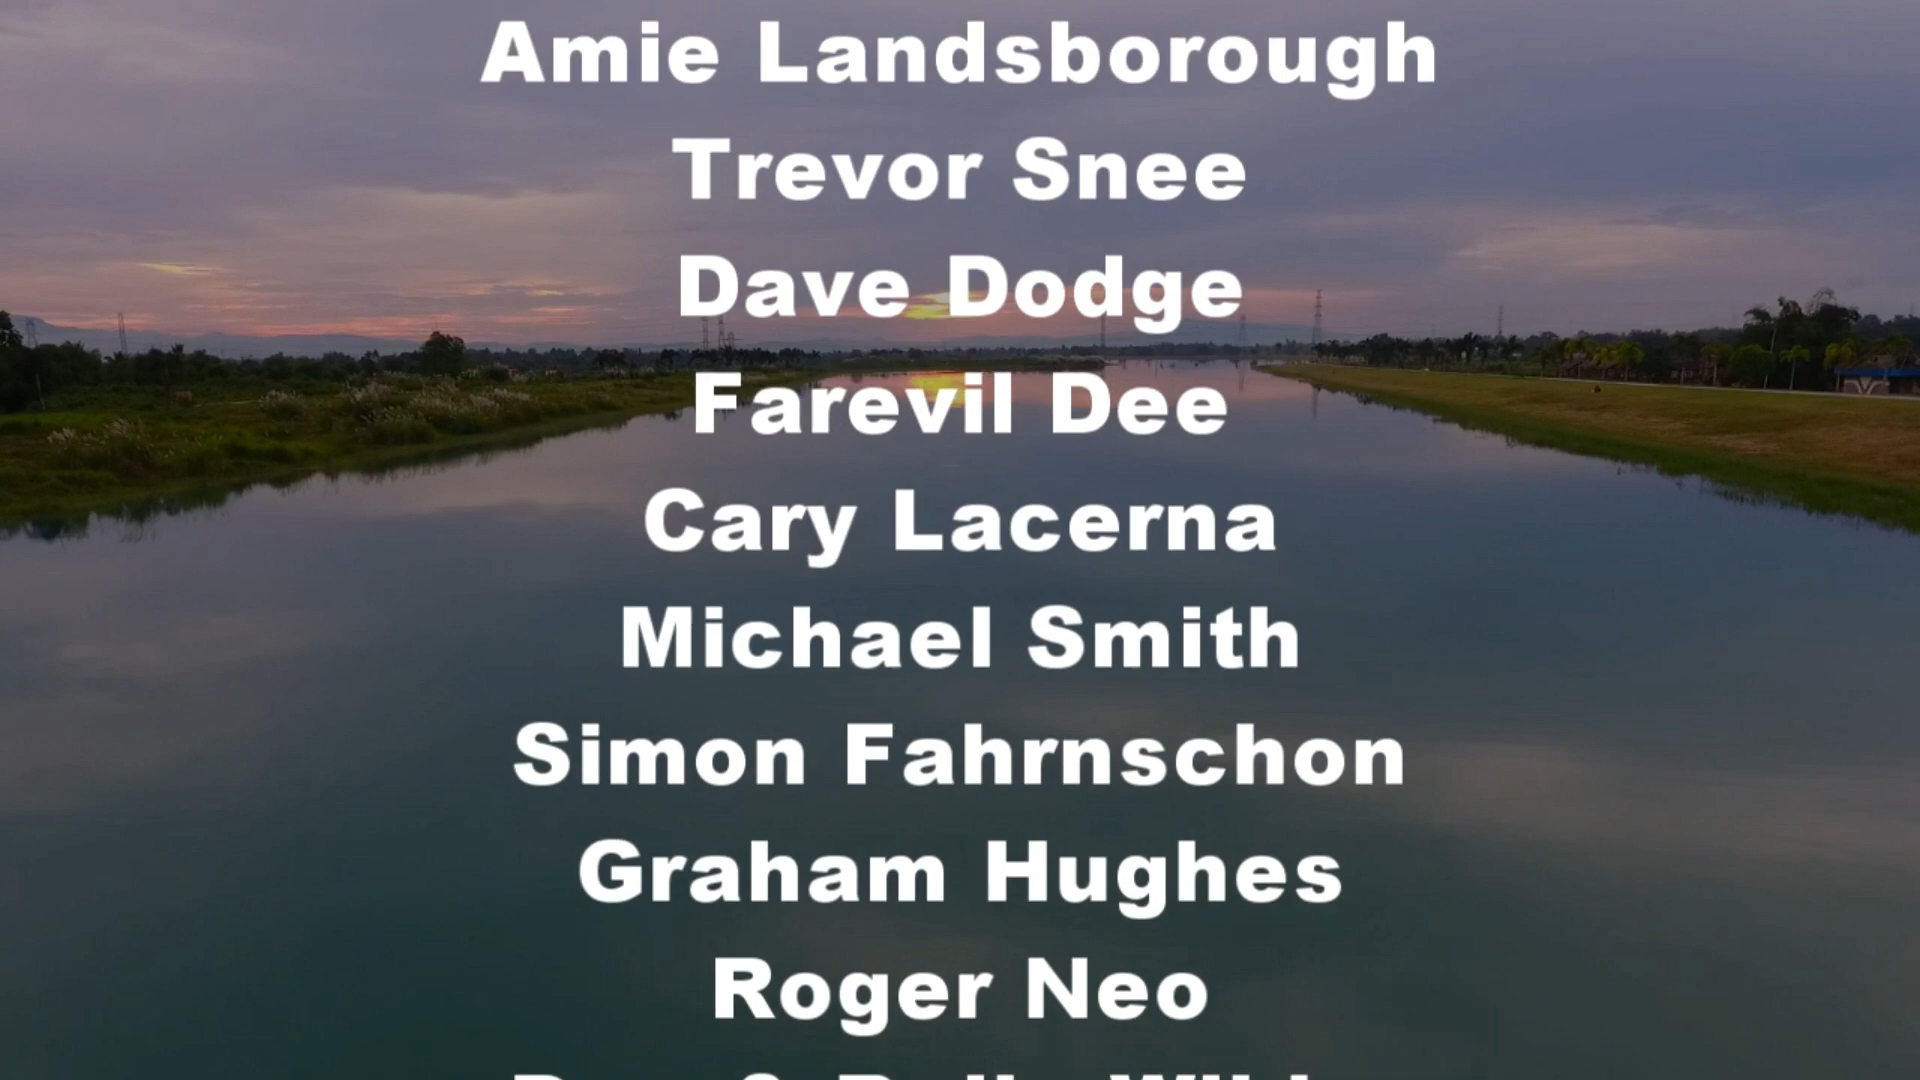 Amie Landsborough
Trevor Snee
Dave Dodge
Farevil Dee
Cary Lacerna
Michael Smith
Simon Fahrnschon
Graham Hughes
Roger Neo